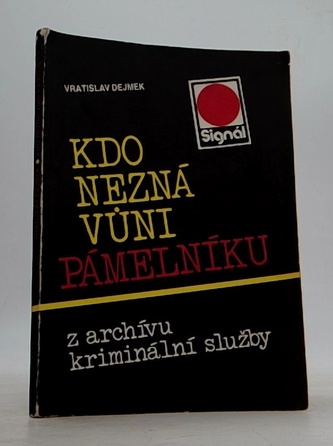 VRATISLAV DEJMEK
Signál
KDO
NEZNÁ
VŮNI
PÁMELNÍKU
z archívu
kriminální služby